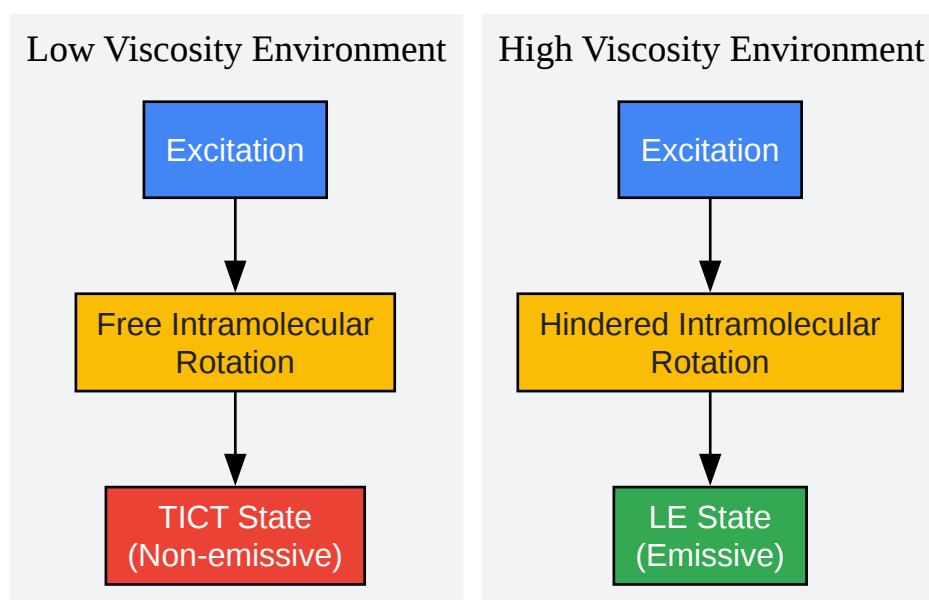 Low Viscosity Environment
Excitation
Free Intramolecular
Rotation
TICT State
(Non-emissive)
High Viscosity Environment
Excitation
Hindered Intramolecular
Rotation
LE State
(Emissive)